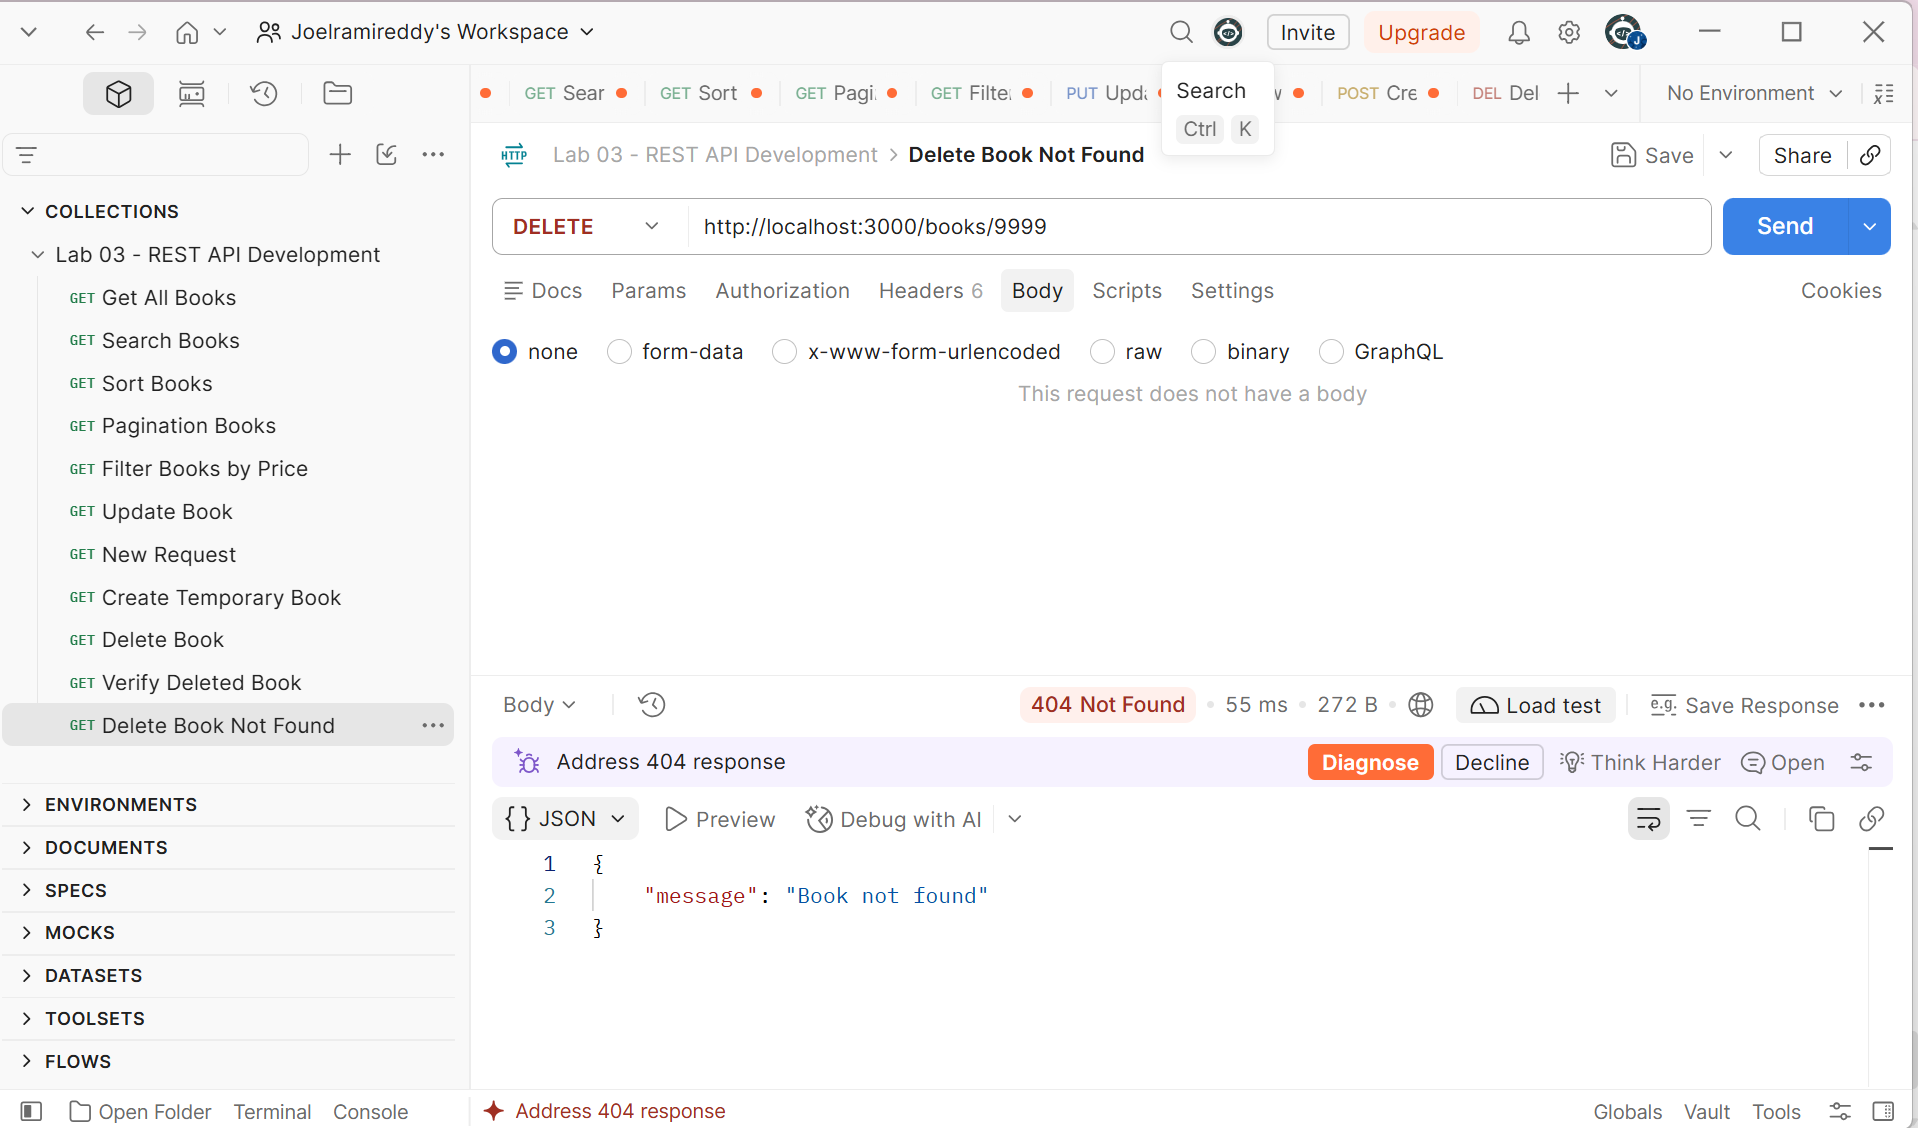 Joelramireddy's Workspace
Invite
Upgrade
J
GET Sear
GET Sort
GET Pagi
GET Filte
PUT Upd
Search
Ctrl K
POST Cre
DEL Del
No Environment
HTTP
Lab 03 - REST API Development > Delete Book Not Found
Save
Share
COLLECTIONS
DELETE
http://localhost:3000/books/9999
Send
Lab 03 - REST API Development
Docs Params Authorization Headers 6 Body Scripts Settings Cookies
GET Get All Books
GET Search Books
none form-data x-www-form-urlencoded raw binary GraphQL
GET Sort Books
This request does not have a body
GET Pagination Books
GET Filter Books by Price
GET Update Book
GET New Request
GET Create Temporary Book
GET Delete Book
GET Verify Deleted Book
GET Delete Book Not Found
Body
404 Not Found • 55 ms • 272 B
Load test
e.g. Save Response
Address 404 response
Diagnose Decline Think Harder Open
ENVIRONMENTS
{} JSON Preview Debug with AI
DOCUMENTS
SPECS
MOCKS
DATASETS
TOOLSETS
FLOWS
1 {
2 "message": "Book not found"
3 }
Open Folder Terminal Console
Address 404 response
Globals Vault Tools